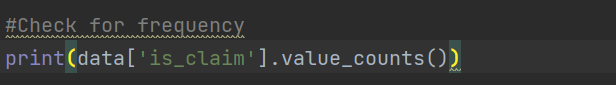 #Check for frequency
print(data['is_claim'].value_counts())